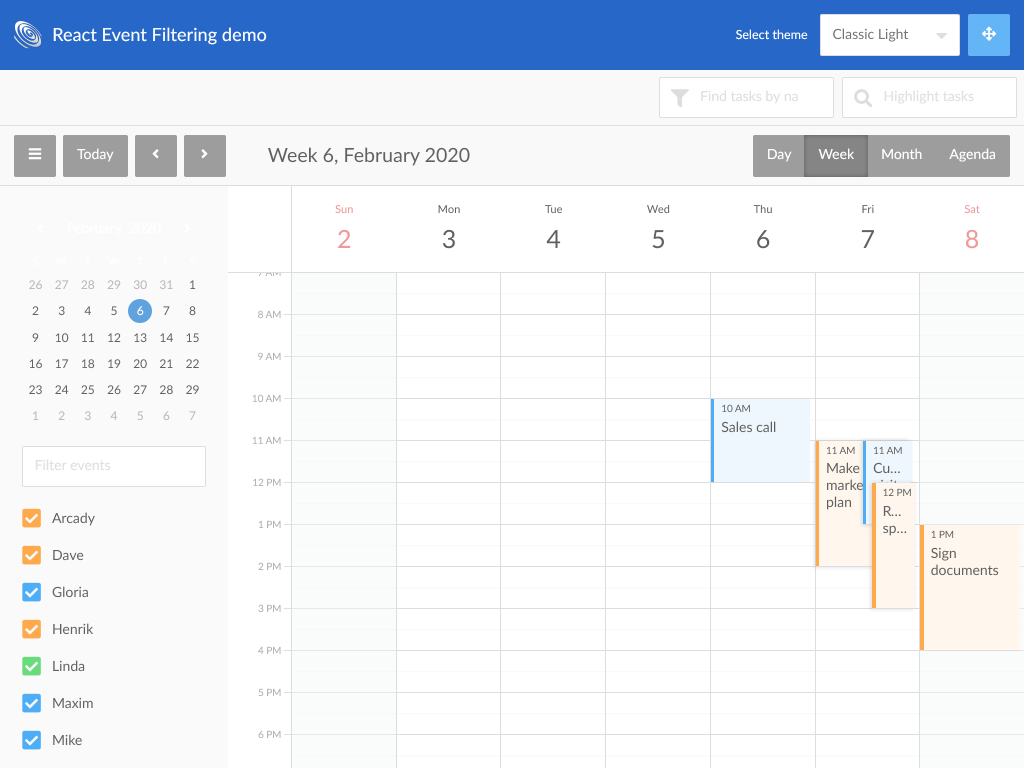 React Event Filtering demo
Select theme
Classic Light
Find tasks by na
Highlight tasks
Today
Week 6, February 2020
Day Week Month Agenda
February 2020
26 27 28 29 30 31 1
2 3 4 5 6 7 8
9 10 11 12 13 14 15
16 17 18 19 20 21 22
23 24 25 26 27 28 29
1 2 3 4 5 6 7
Filter events
Arcady
Dave
Gloria
Henrik
Linda
Maxim
Mike
Sun Mon Tue Wed Thu Fri Sat
2 3 4 5 6 7 8
7 AM
8 AM
9 AM
10 AM
11 AM
12 PM
1 PM
2 PM
3 PM
4 PM
5 PM
6 PM
10 AM
Sales call
11 AM
Make
marke
plan
11 AM
Cu...
12 PM
R...
sp...
1 PM
Sign
documents